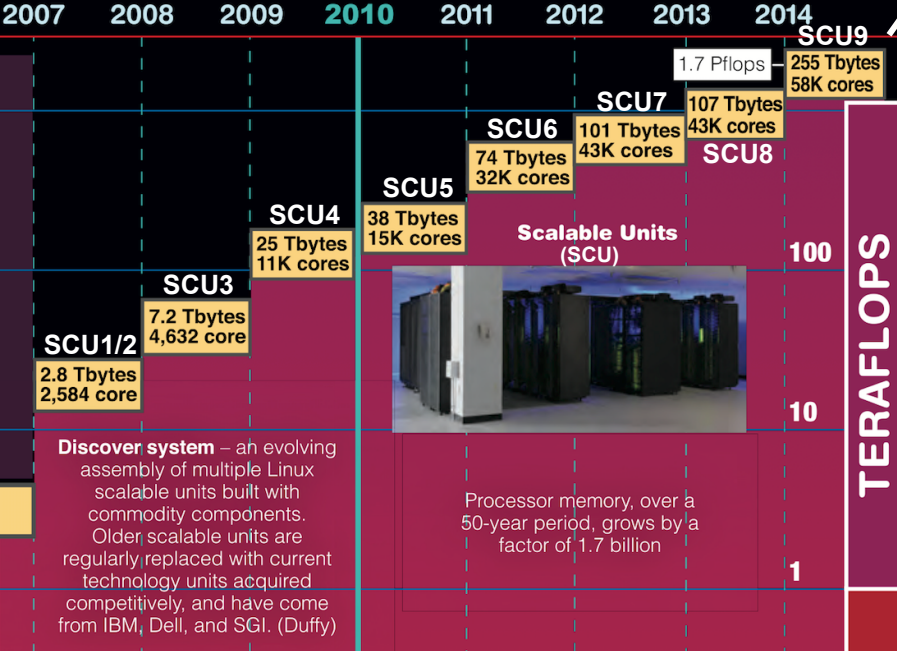 2007 2008 2009 2010 2011 2012 2013 2014
SCU9
1.7 Pflops
255 Tbytes
58K cores
SCU7
107 Tbytes
43K cores
SCU6
101 Tbytes
43K cores
SCU8
74 Tbytes
32K cores
SCU5
38 Tbytes
15K cores
SCU4
25 Tbytes
11K cores
Scalable Units
(SCU)
100
SCU3
7.2 Tbytes
4,632 core
SCU1/2
2.8 Tbytes
2,584 core
10
TERAFLOPS
Discover system – an evolving
assembly of multiple Linux
scalable units built with
commodity components.
Older scalable units are
regularly replaced with current
technology units acquired
competitively, and have come
from IBM, Dell, and SGI. (Duffy)
Processor memory, over a
50-year period, grows by a
factor of 1.7 billion
1